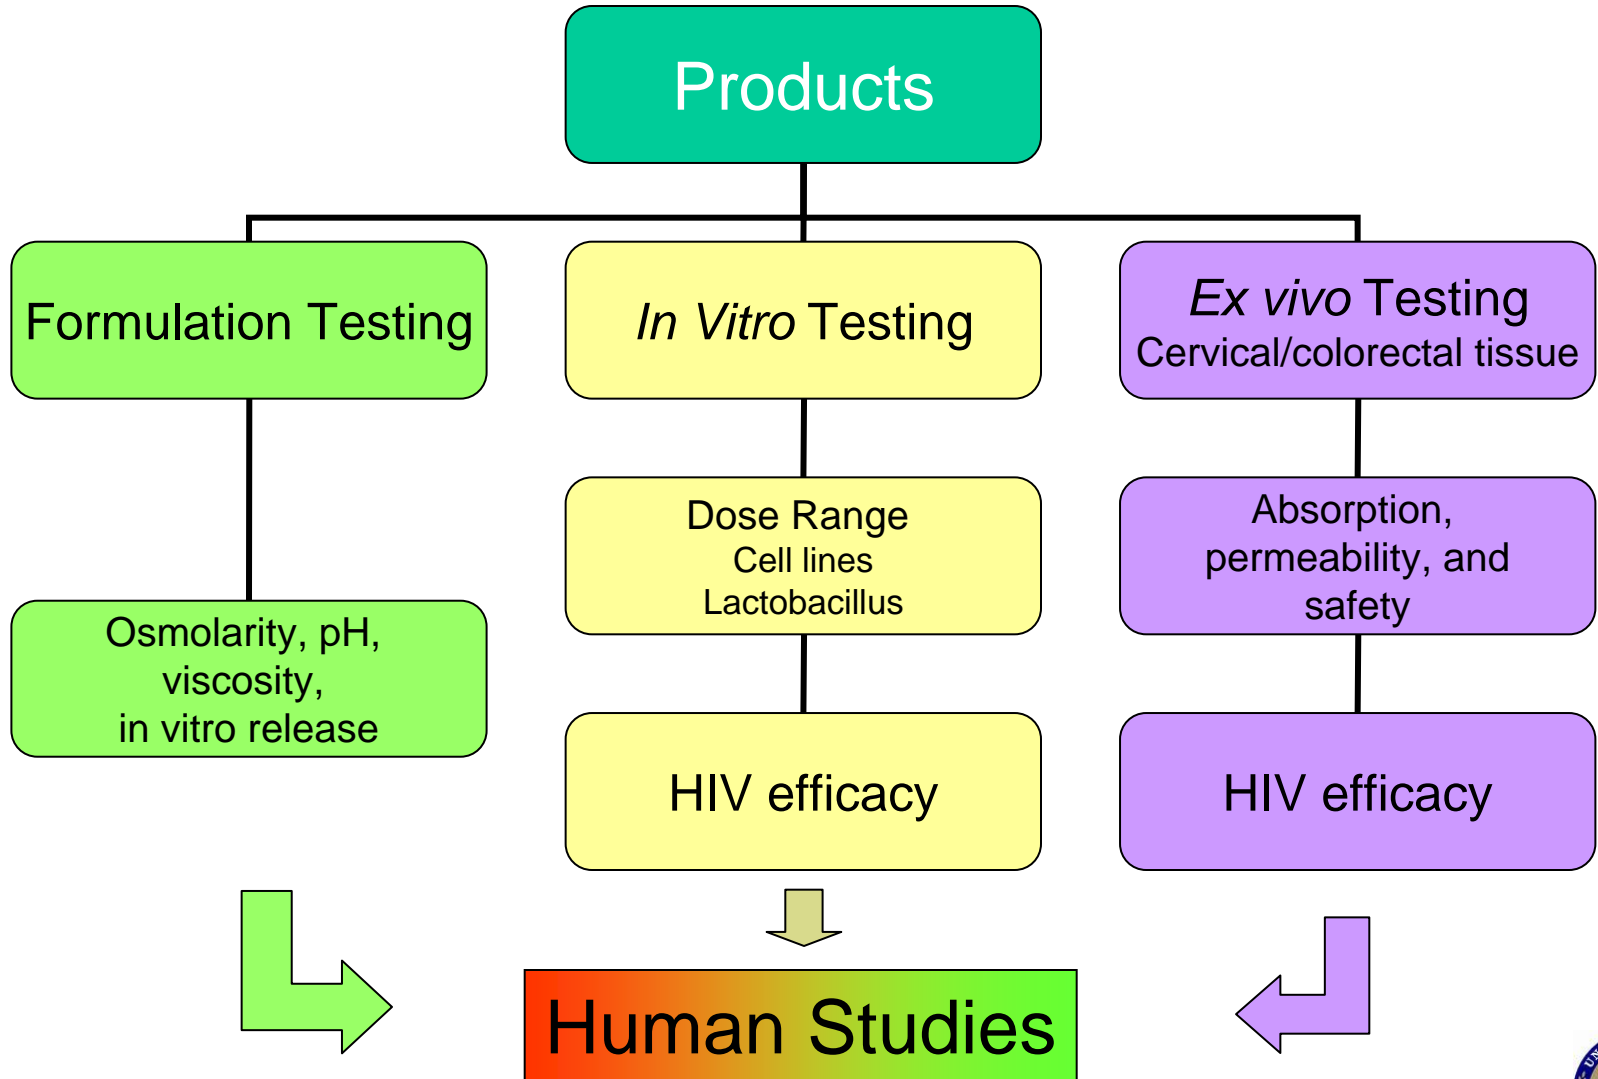 Products
Formulation Testing
In Vitro Testing
Ex vivo Testing
Cervical/colorectal tissue
Dose Range
Cell lines
Lactobacillus
Absorption,
permeability, and
safety
Osmolarity, pH,
viscosity,
in vitro release
HIV efficacy
HIV efficacy
Human Studies